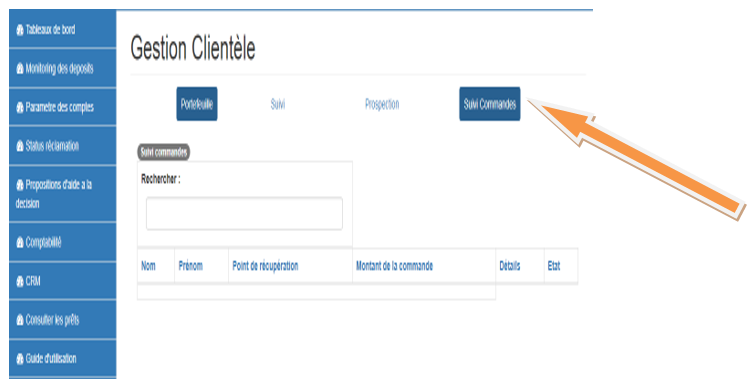 Tableaux de bord
Monitoring des deposits
Parametre des comptes
Status réclamation
Propositions d'aide a la
decision
Comptabilité
CRM
Consulter les prêts
Guide d'utilisation
Gestion Clientèle
Portefeuille Suivi Prospection Suivi Commandes
Suivi commandes
Rechercher :
Nom Prénom Point de récupération Montant de la commande Détails Etat